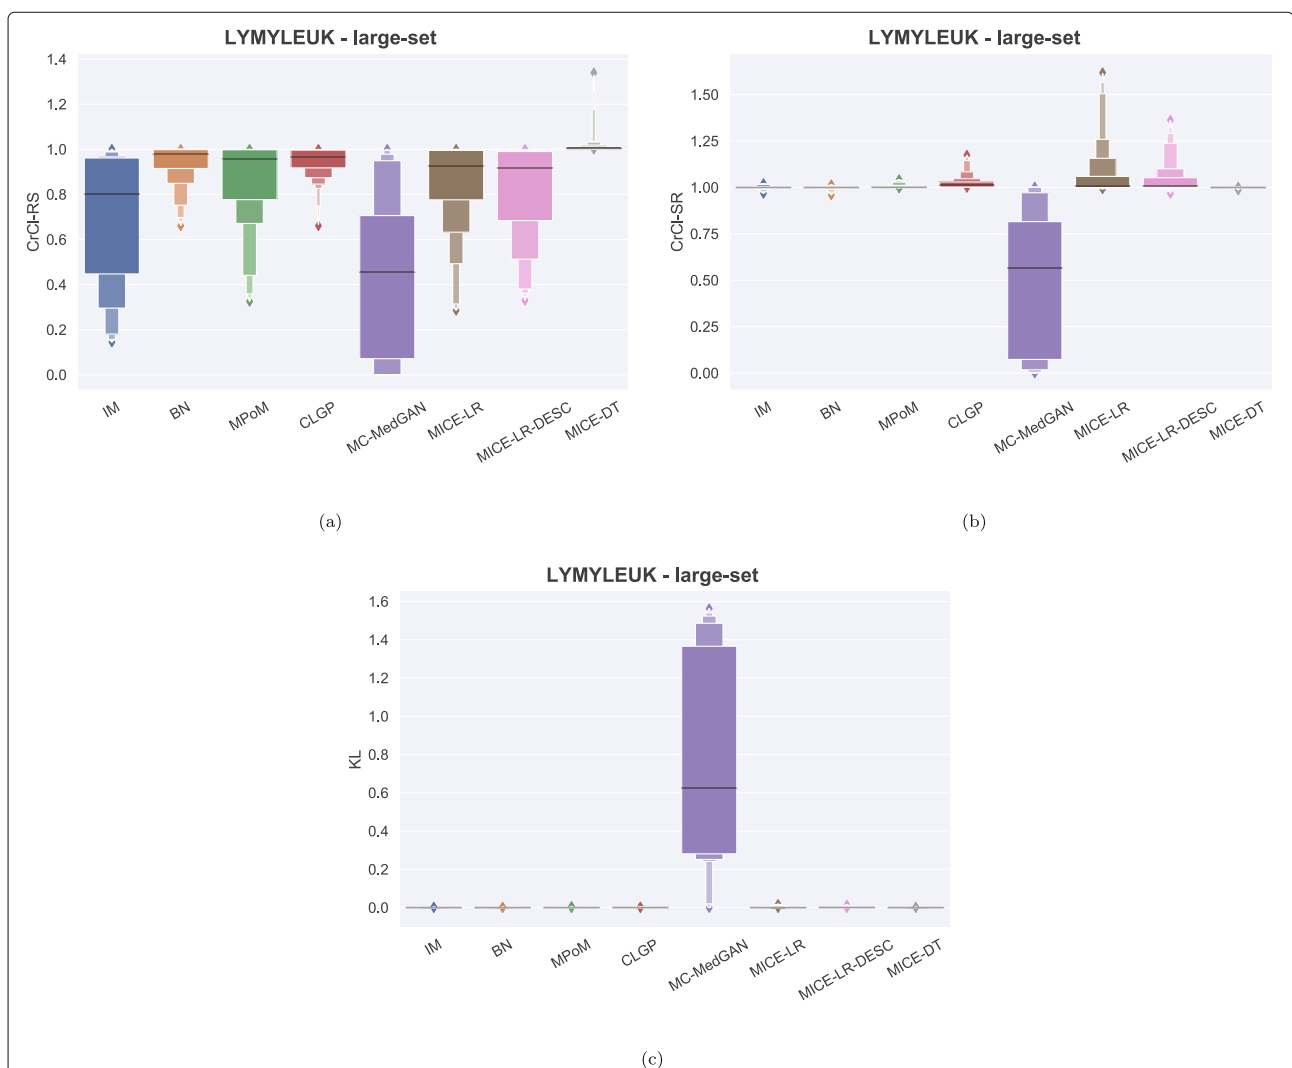 LYMYLEUK - large-set
1.4
1.2
1.0
0.8
0.6
0.4
0.2
0.0
CrCl-RS
IM
BN
MPoM
CLGP
MC-MedGAN
MICE-LR
MICE-LR-DESC
MICE-DT
(a)
LYMYLEUK - large-set
1.50
1.25
1.00
0.75
0.50
0.25
0.00
CrCl-SR
IM
BN
MPoM
CLGP
MC-MedGAN
MICE-LR
MICE-LR-DESC
MICE-DT
(b)
LYMYLEUK - large-set
1.6
1.4
1.2
1.0
0.8
0.6
0.4
0.2
0.0
KL
IM
BN
MPoM
CLGP
MC-MedGAN
MICE-LR
MICE-LR-DESC
MICE-DT
(c)